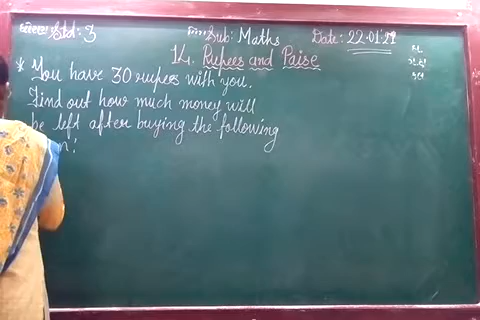 Std: 3 Sub: Maths Date: 22.01.21
14. Rupees and Paise
* You have 30 rupees with you.
Find out how much money will
be left after buying the following